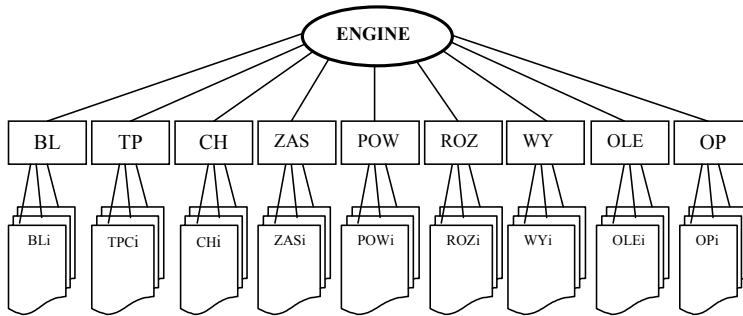 ENGINE
BL TP CH ZAS POW ROZ WY OLE OP
BLi TPCi CHi ZASi POWi ROZi WYi OLEi OPi